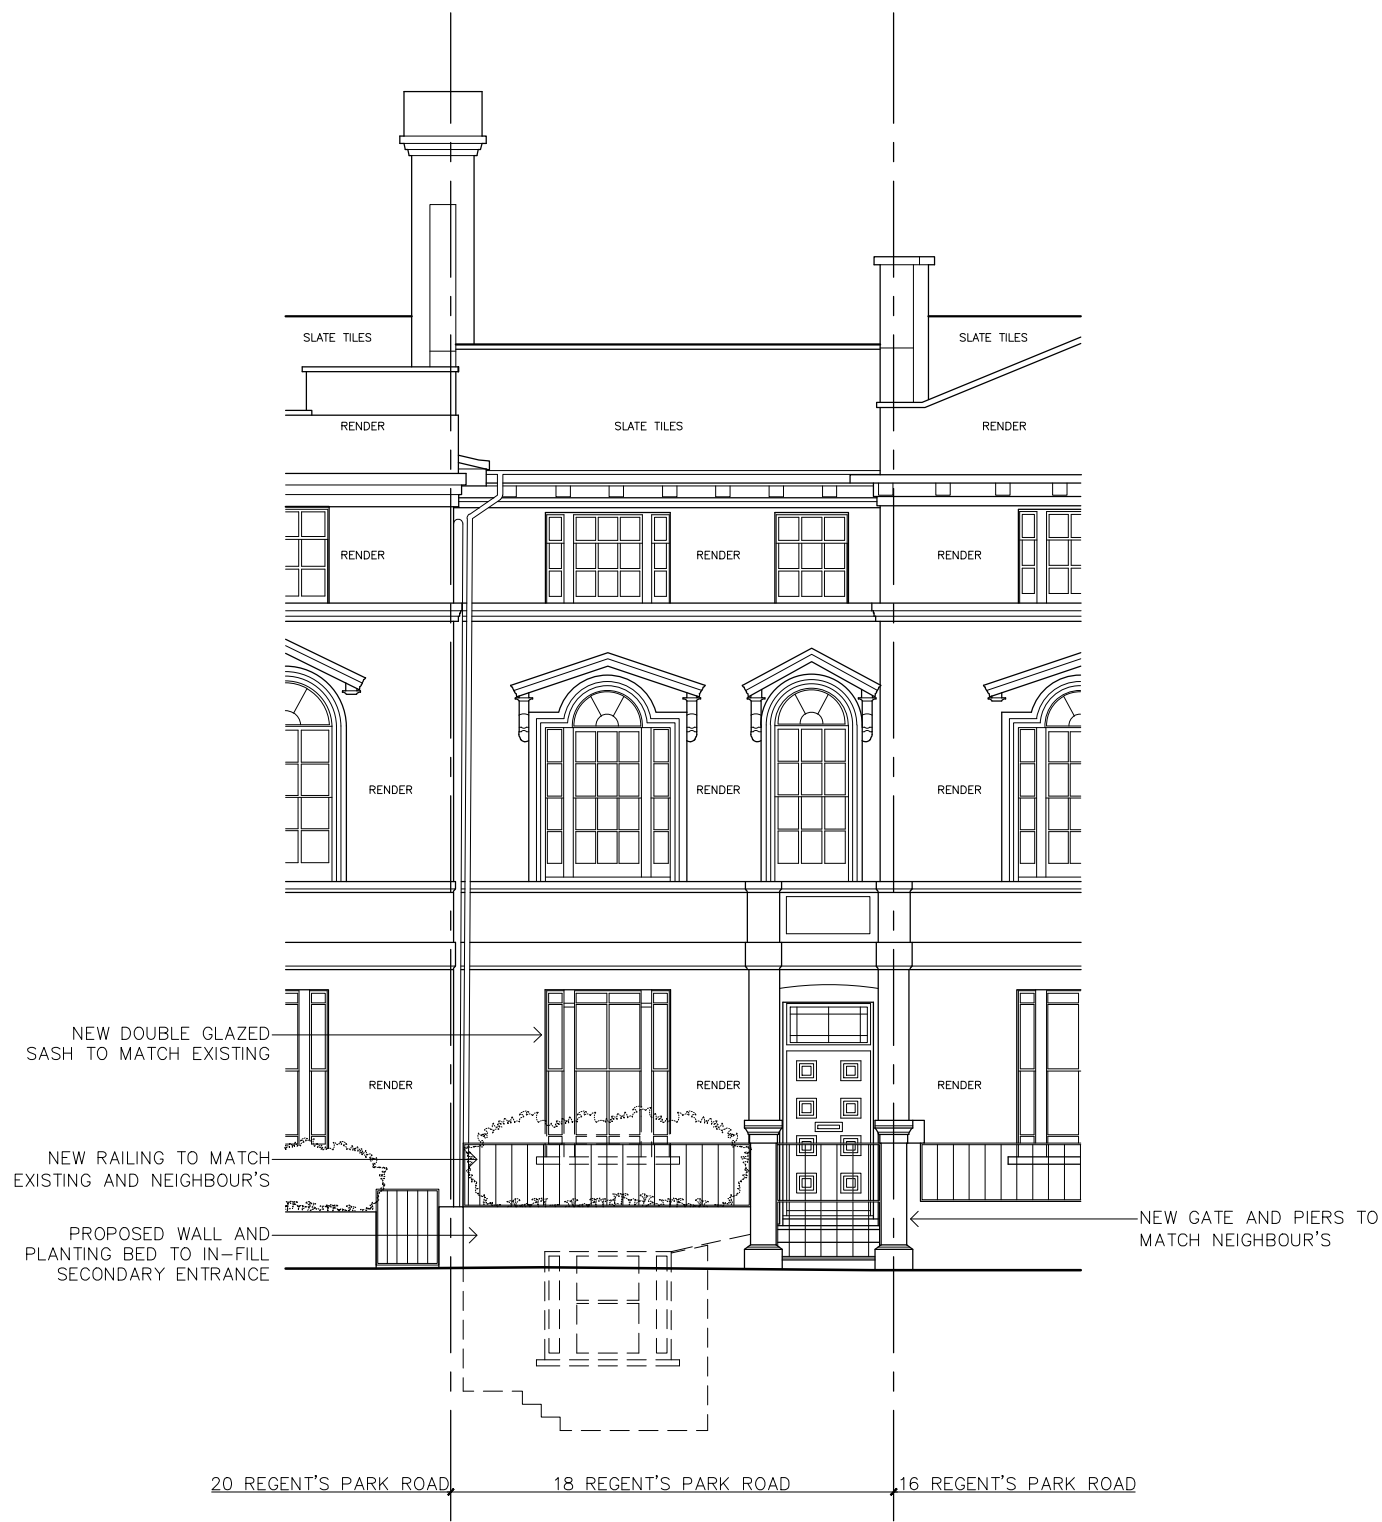 SLATE TILES
SLATE TILES
RENDER
SLATE TILES
RENDER
RENDER
RENDER
RENDER
RENDER
RENDER
RENDER
NEW DOUBLE GLAZED
SASH TO MATCH EXISTING
RENDER
RENDER
RENDER
NEW RAILING TO MATCH
EXISTING AND NEIGHBOUR'S
PROPOSED WALL AND
PLANTING BED TO IN-FILL
SECONDARY ENTRANCE
NEW GATE AND PIERS TO
MATCH NEIGHBOUR'S
20 REGENT'S PARK ROAD
18 REGENT'S PARK ROAD
16 REGENT'S PARK ROAD